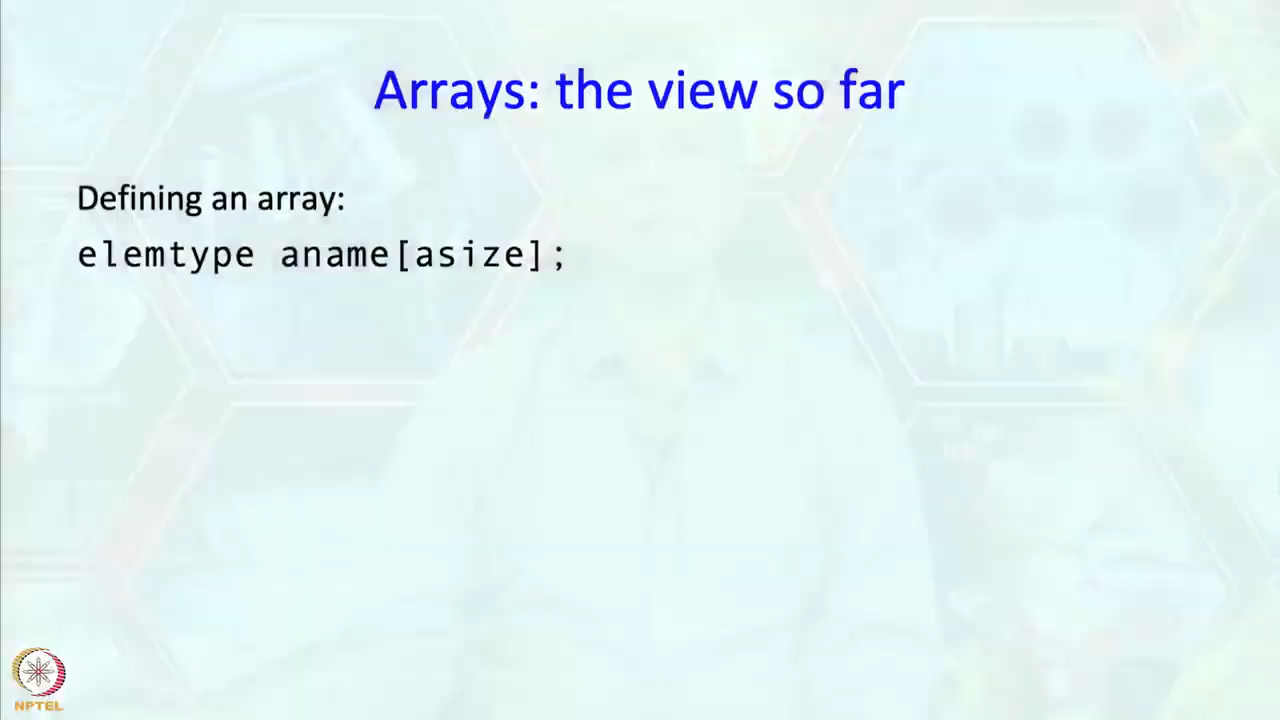 Arrays: the view so far
Defining an array:
elemtype aname[asize];
NPTEL